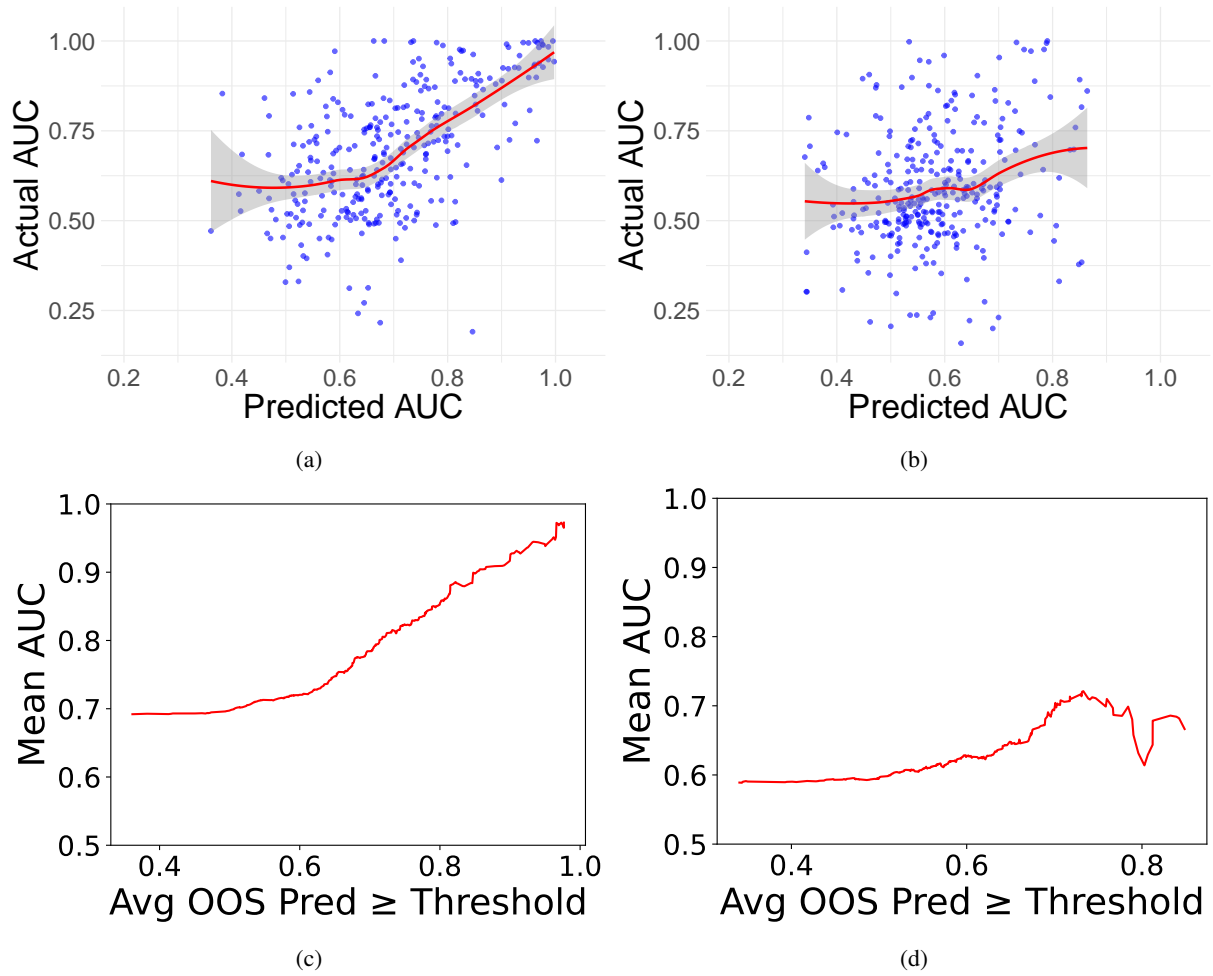 1.00
0.75
0.50
0.25
Actual AUC
0.2 0.4 0.6 0.8 1.0
Predicted AUC
(a)
1.00
0.75
0.50
0.25
Actual AUC
0.2 0.4 0.6 0.8 1.0
Predicted AUC
(b)
1.0
0.9
0.8
0.7
0.6
0.5
Mean AUC
0.4 0.6 0.8 1.0
Avg OOS Pred ≥ Threshold
(c)
1.0
0.9
0.8
0.7
0.6
0.5
Mean AUC
0.4 0.6 0.8
Avg OOS Pred ≥ Threshold
(d)